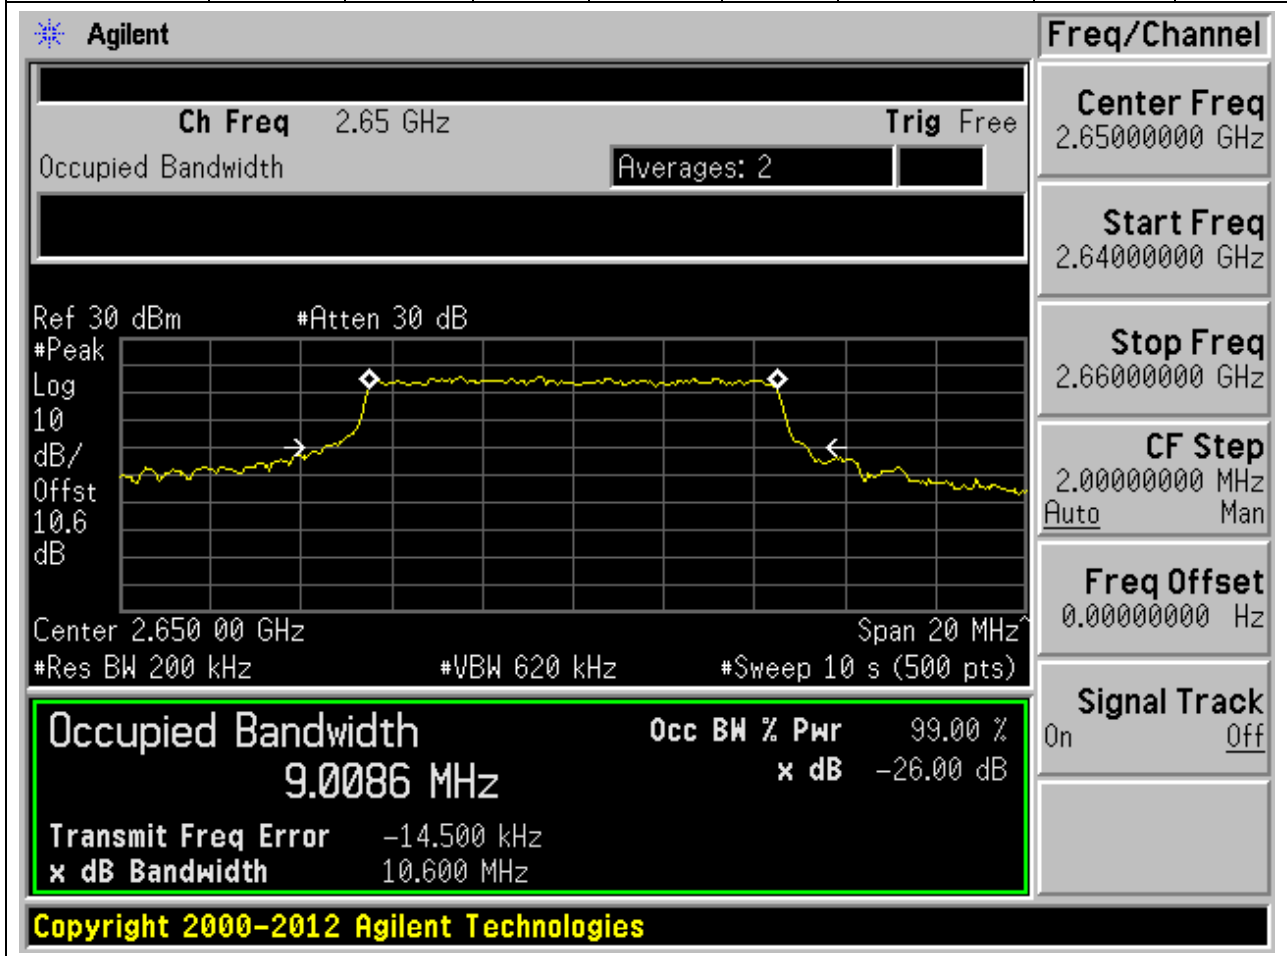 Agilent
Freq/Channel
Ch Freq 2.65 GHz Trig Free
Occupied Bandwidth Averages: 2
Center Freq
2.65000000 GHz
Start Freq
2.64000000 GHz
Stop Freq
2.66000000 GHz
CF Step
2.00000000 MHz
Auto Man
Freq Offset
0.00000000 Hz
Signal Track
On Off
Ref 30 dBm #Atten 30 dB
#Peak
Log
10
dB/
Offst
10.6
dB
Center 2.650 00 GHz Span 20 MHz^
#Res BW 200 kHz #VBW 620 kHz #Sweep 10 s (500 pts)
Occupied Bandwidth Occ BW % Pwr 99.00 %
9.0086 MHz x dB -26.00 dB
Transmit Freq Error -14.500 kHz
x dB Bandwidth 10.600 MHz
Copyright 2000-2012 Agilent Technologies